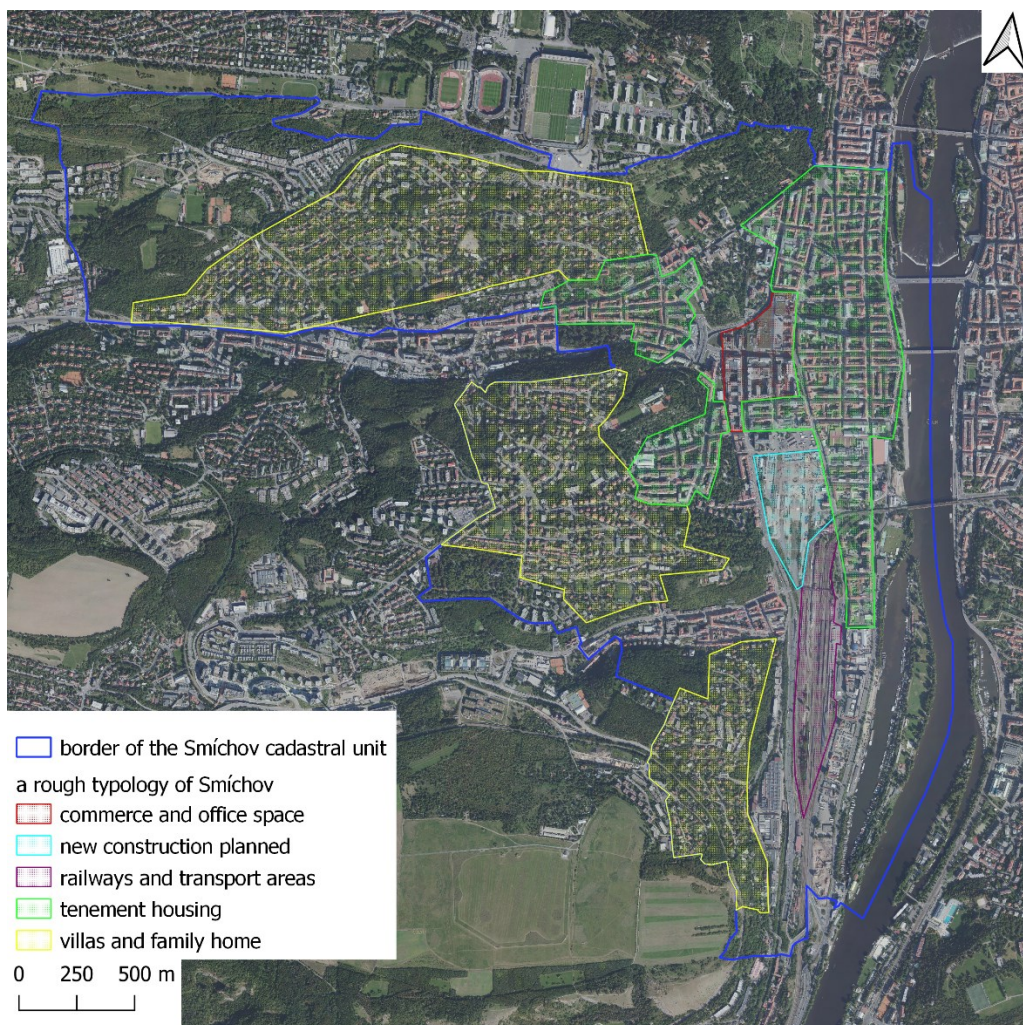 border of the Smíchov cadastral unit
a rough typology of Smíchov
commerce and office space
new construction planned
railways and transport areas
tenement housing
villas and family home
0 250 500 m